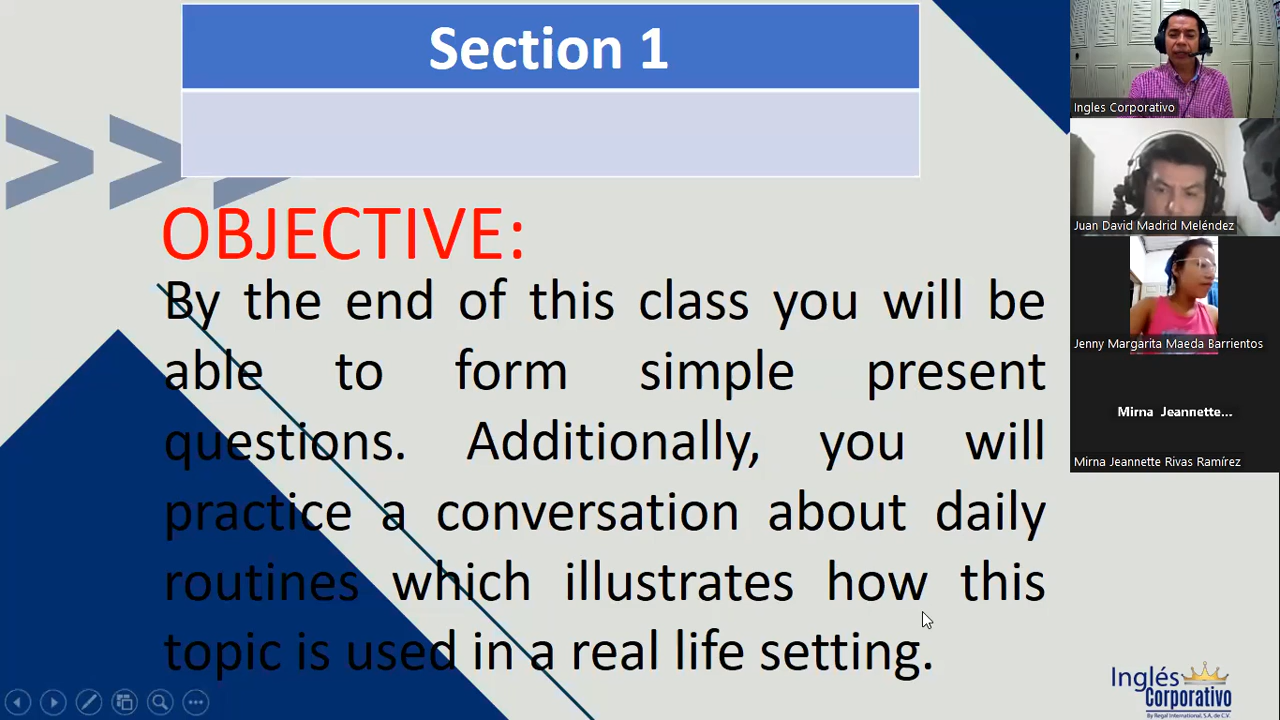 Section 1
OBJECTIVE:
By the end of this class you will be
able to form simple present
questions. Additionally, you will
practice a conversation about daily
routines which illustrates how this
topic is used in a real life setting.
Ingles Corporativo
Juan David Madrid Meléndez
Jenny Margarita Maeda Barrientos
Mirna Jeannette...
Mirna Jeannette Rivas Ramírez
Inglés
Corporativo
By Regal International, S.A. de C.V.